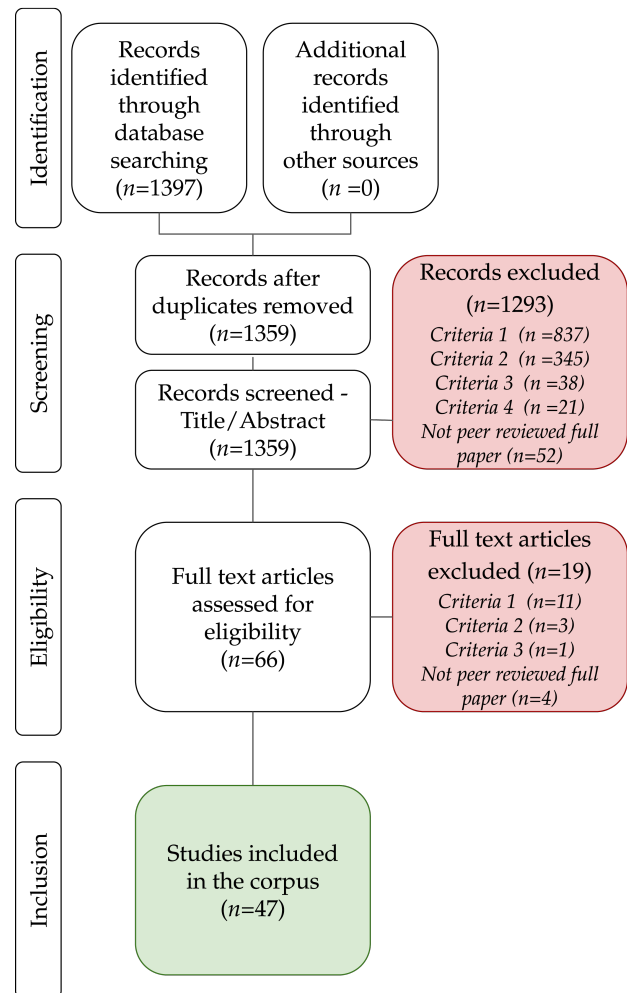 Identification
Records
identified
through
database
searching
(n=1397)
Additional
records
identified
through
other sources
(n =0)
Screening
Records after
duplicates removed
(n=1359)
Records screened -
Title/Abstract
(n=1359)
Records excluded
(n=1293)
Criteria 1 (n =837)
Criteria 2 (n =345)
Criteria 3 (n =38)
Criteria 4 (n =21)
Not peer reviewed full
paper (n=52)
Eligibility
Full text articles
assessed for
eligibility
(n=66)
Full text articles
excluded (n=19)
Criteria 1 (n=11)
Criteria 2 (n=3)
Criteria 3 (n=1)
Not peer reviewed full
paper (n=4)
Inclusion
Studies included
in the corpus
(n=47)